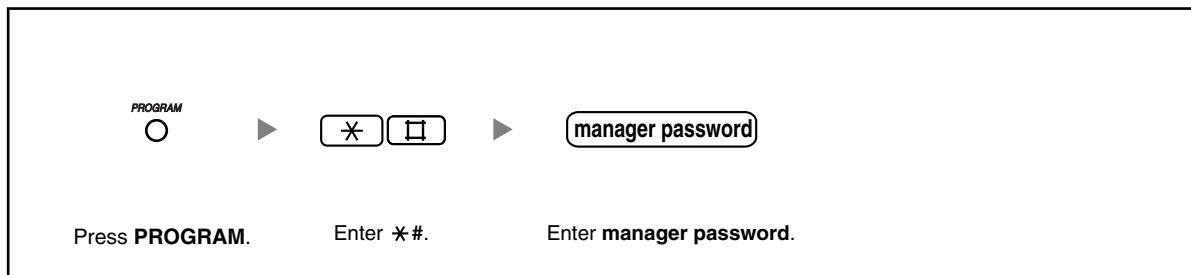 PROGRAM
manager password
Press PROGRAM.
Enter ✳#.
Enter manager password.